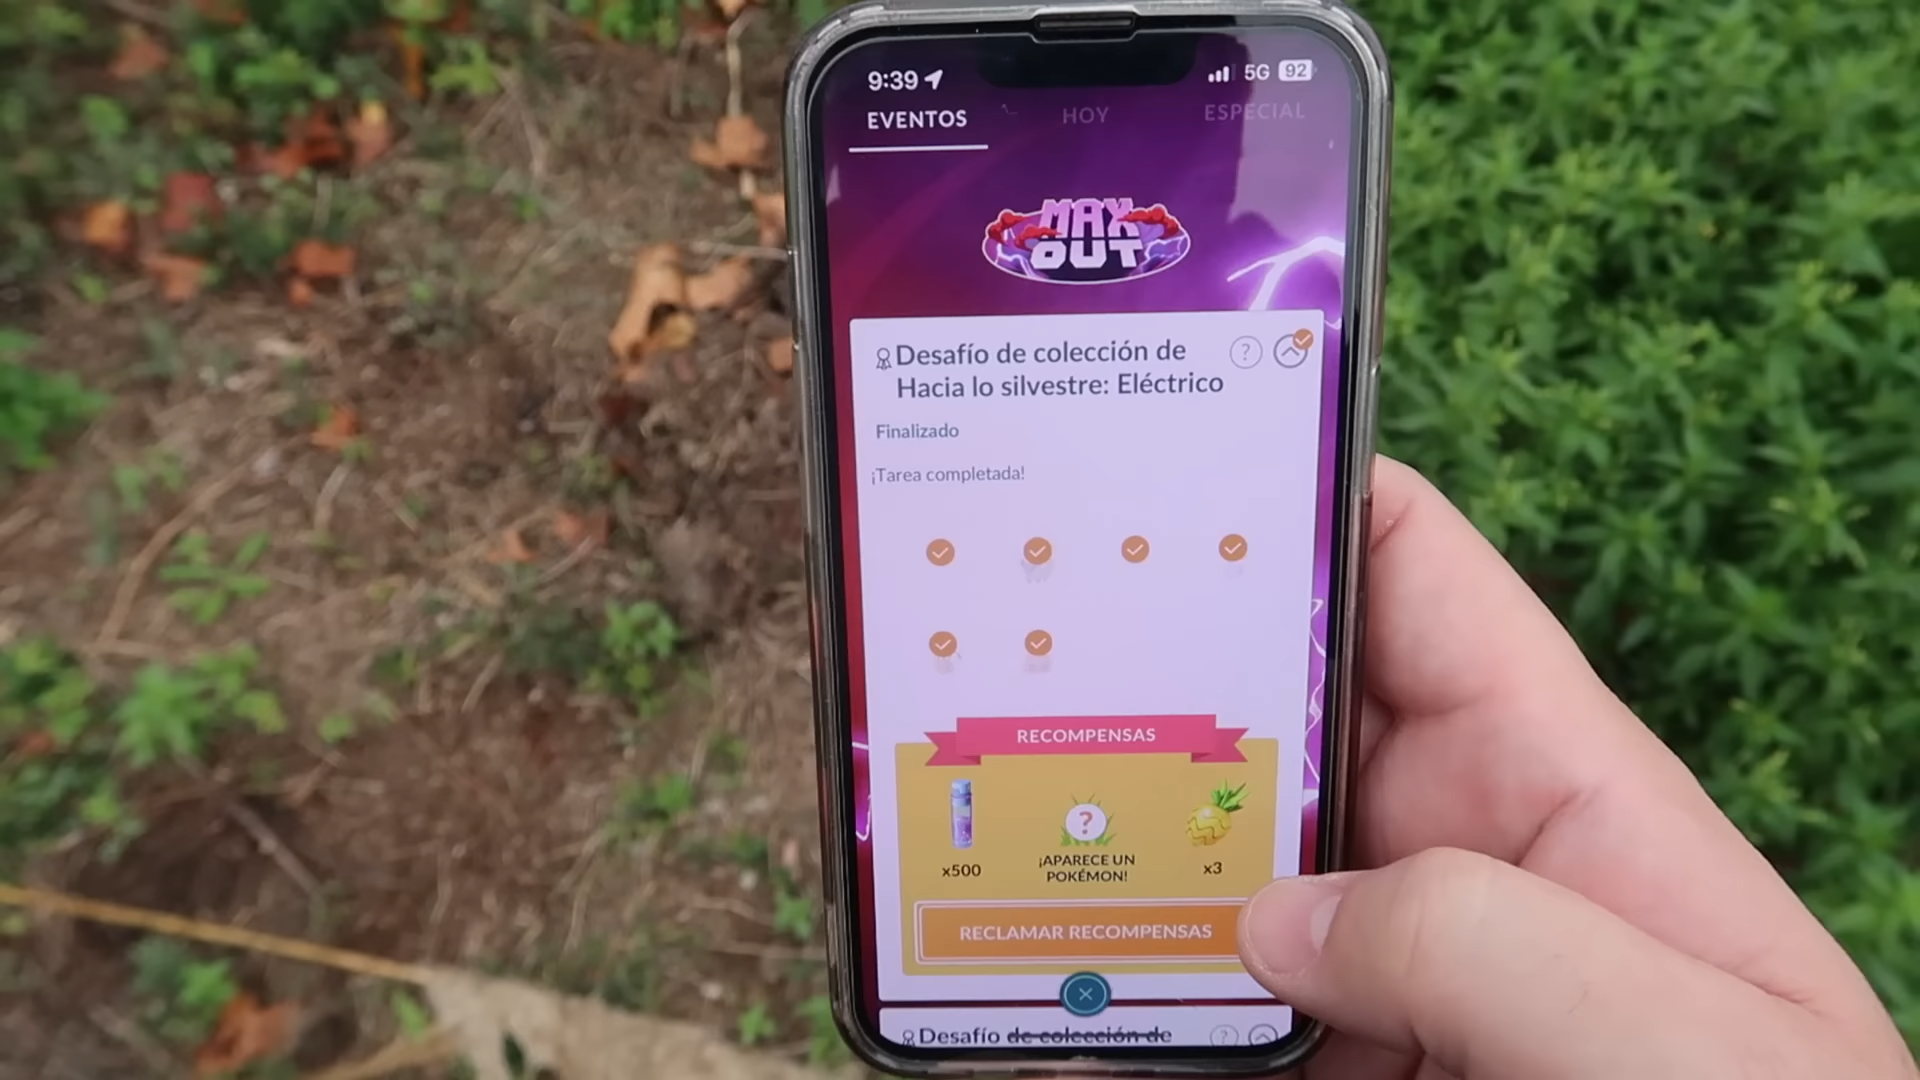 9:39
5G 92
EVENTOS HOY ESPECIAL
MAX
OUT
Desafío de colección de
Hacia lo silvestre: Eléctrico
?
Finalizado
¡Tarea completada!
RECOMPENSAS
?
x500
¡APARECE UN
POKÉMON!
x3
RECLAMAR RECOMPENSAS
Desafío de colección de
?